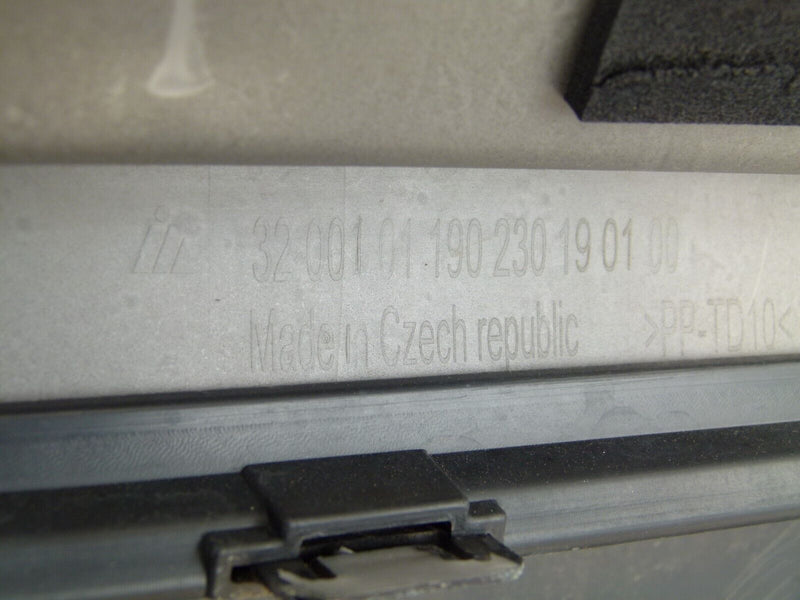 32 001 01 190 230 19 01 00
Made in Czech republic >PP-TD10<